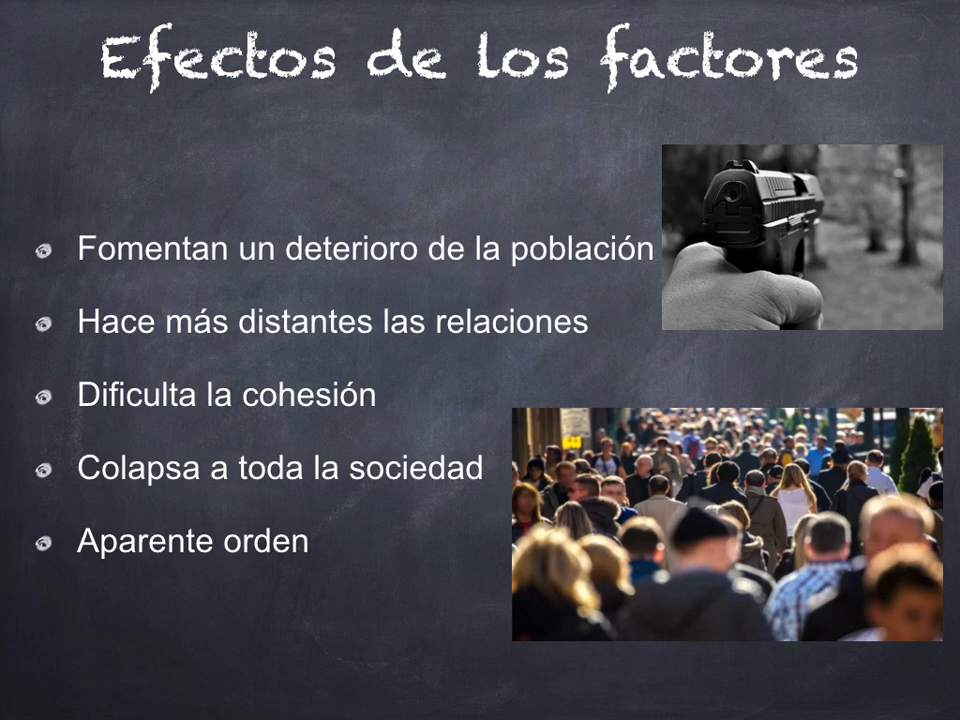 Efectos de los factores
Fomentan un deterioro de la población
Hace más distantes las relaciones
Dificulta la cohesión
Colapsa a toda la sociedad
Aparente orden